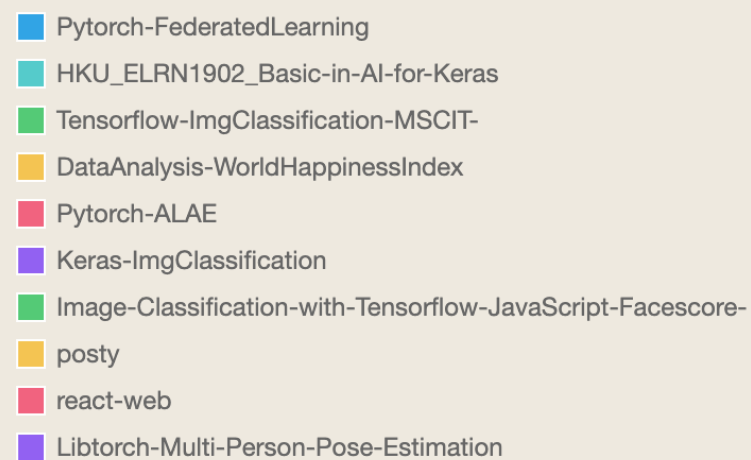 Pytorch-FederatedLearning
HKU_ELRN1902_Basic-in-AI-for-Keras
Tensorflow-ImgClassification-MSCIT-
DataAnalysis-WorldHappinessIndex
Pytorch-ALAE
Keras-ImgClassification
Image-Classification-with-Tensorflow-JavaScript-Facescore-
posty
react-web
Libtorch-Multi-Person-Pose-Estimation